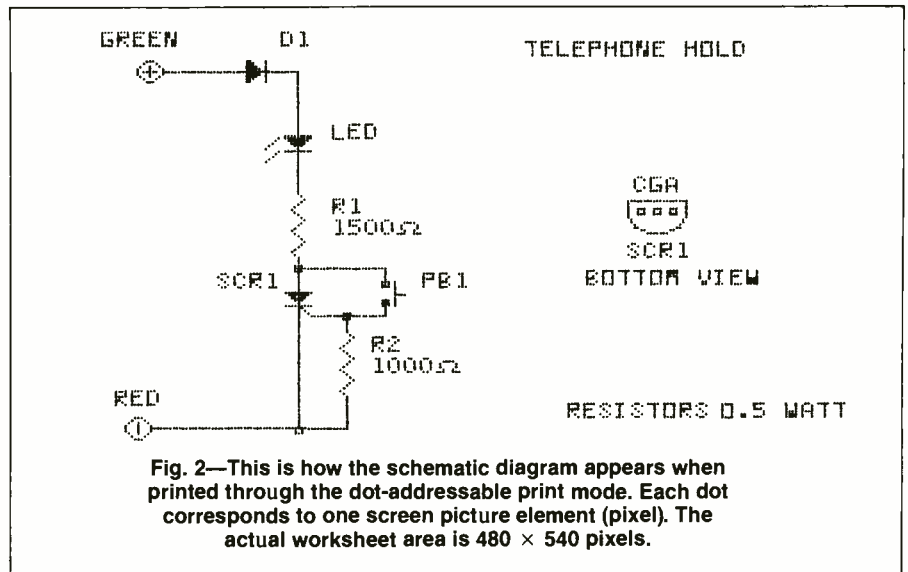 GREEN D1
TELEPHONE HOLD
LED
CGA
R1
1500Ω
SCR1
BOTTOM VIEW
SCR1 PB1
R2
1000Ω
RED
RESISTORS 0.5 WATT
Fig. 2—This is how the schematic diagram appears when
printed through the dot-addressable print mode. Each dot
corresponds to one screen picture element (pixel). The
actual worksheet area is 480 × 540 pixels.